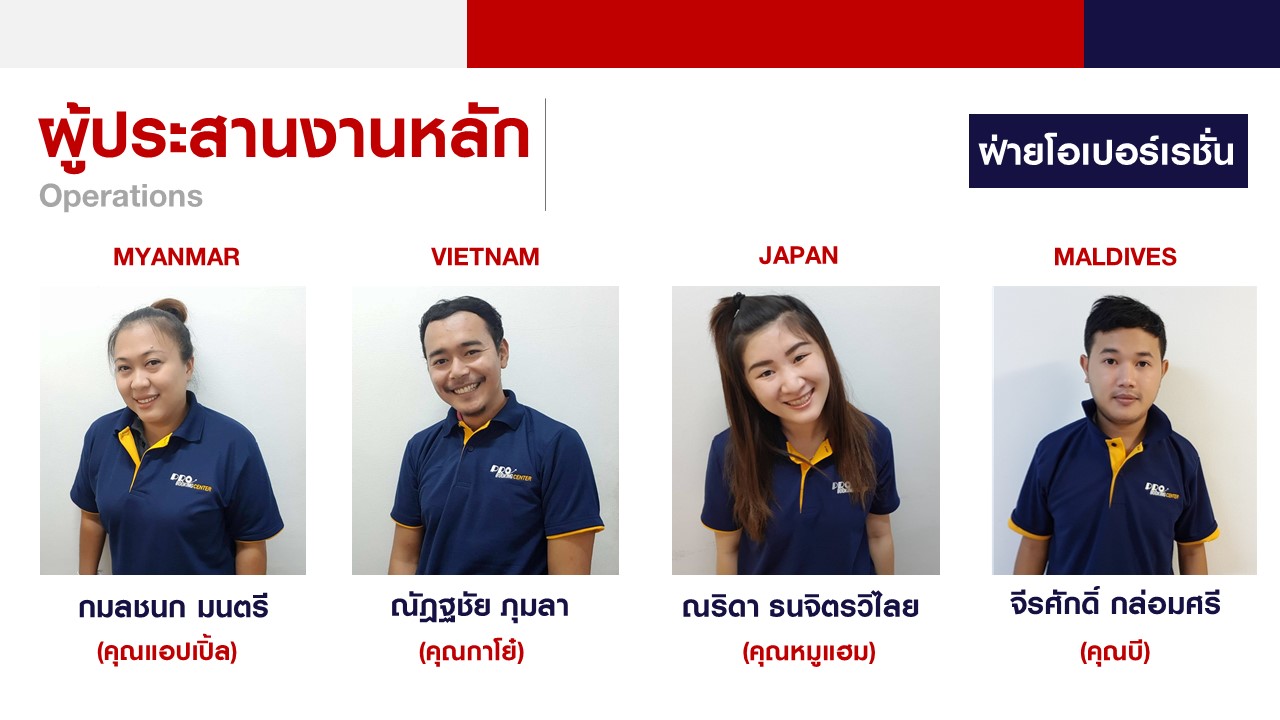 ผู้ประสานงานหลัก
Operations
ฝ่ายโอเปอร์เรชั่น
MYANMAR
VIETNAM
JAPAN
MALDIVES
PRO
BOOKING CENTER
PRO
BOOKING CENTER
PRO
BOOKING CENTER
PRO
BOOKING CENTER
กมลชนก มนตรี
ณัฏฐชัย ภุมลา
ณริดา ธนจิตรวิไลย
จีรศักดิ์ กล่อมศรี
(คุณแอปเปิ้ล)
(คุณกาโย๋)
(คุณหมูแฮม)
(คุณบี)